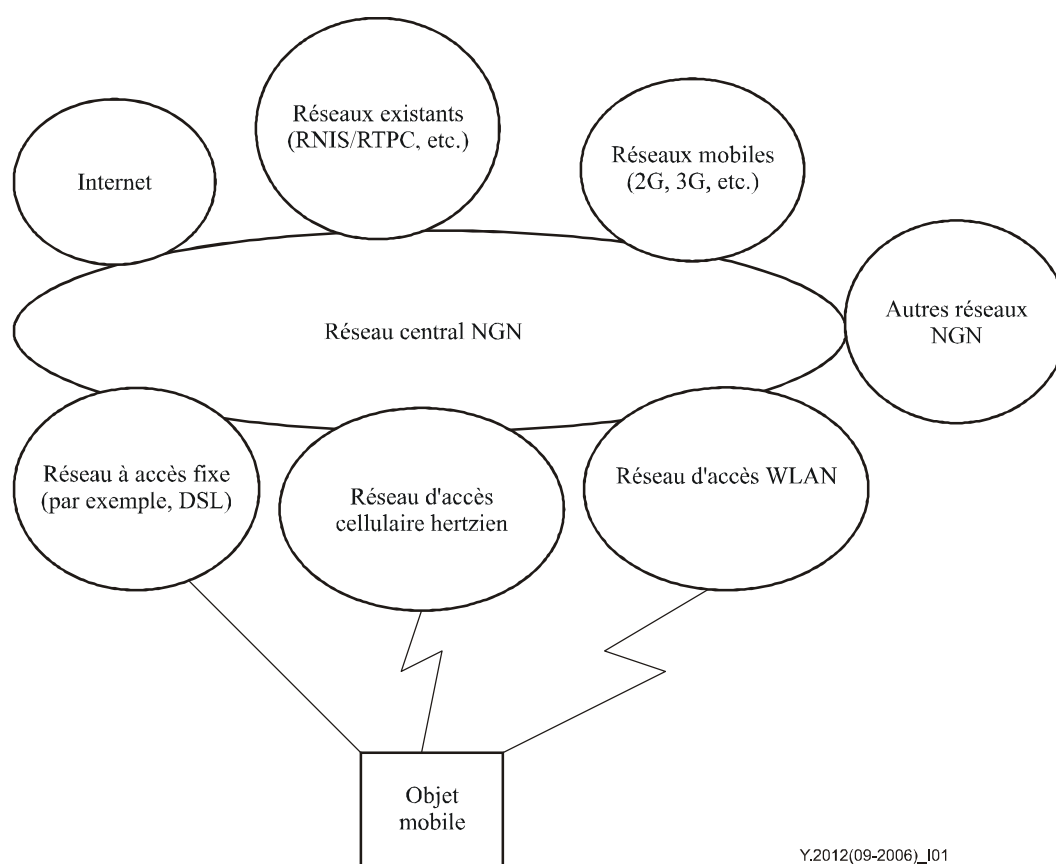 Réseaux existants
(RNIS/RTPC, etc.)
Internet
Réseaux mobiles
(2G, 3G, etc.)
Autres réseaux
NGN
Réseau central NGN
Réseau à accès fixe
(par exemple, DSL)
Réseau d'accès
cellulaire hertzien
Réseau d'accès WLAN
Objet
mobile
Y.2012(09-2006)_I01